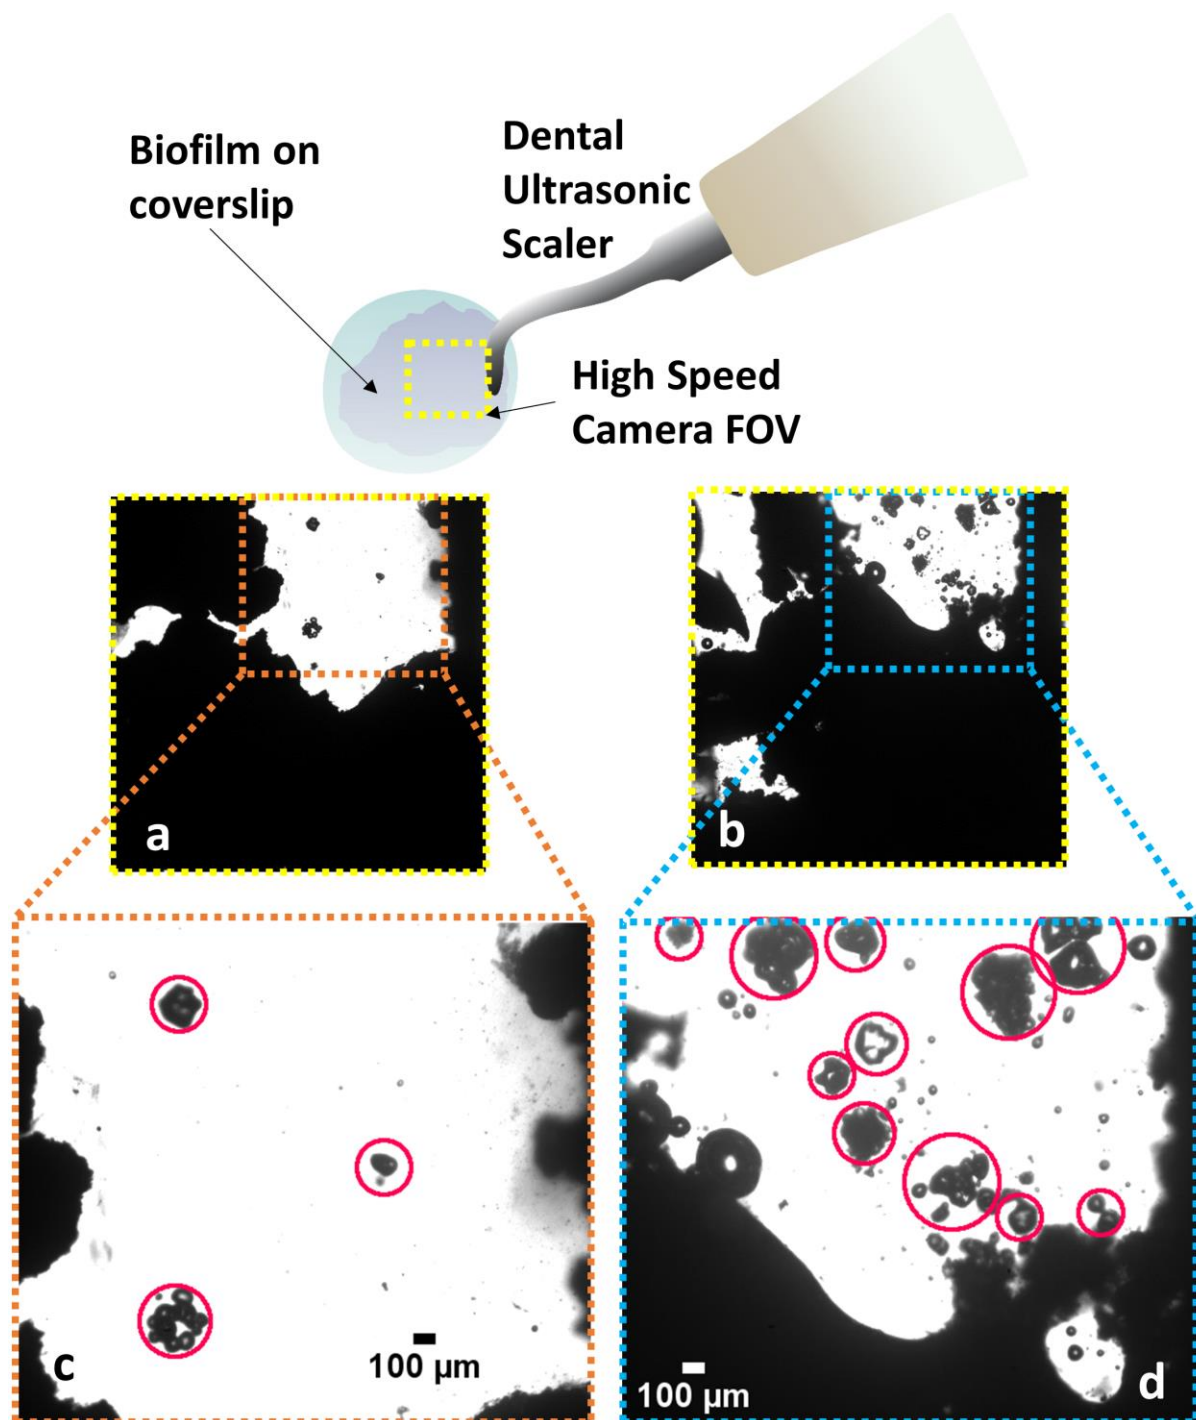 Biofilm on
coverslip
Dental
Ultrasonic
Scaler
High Speed
Camera FOV
a
b
c
100 µm
100 µm
d